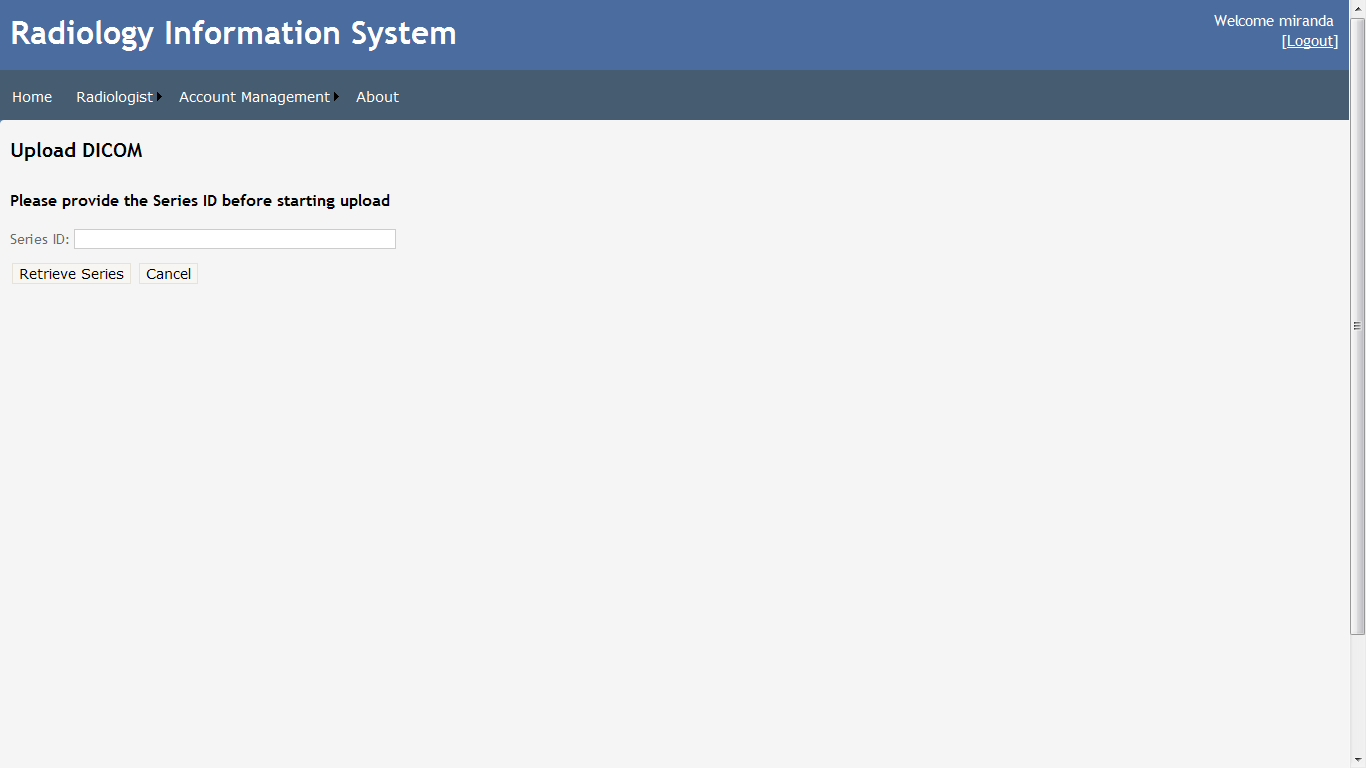 Radiology Information System
Welcome miranda
[Logout]
Home Radiologist Account Management About
Upload DICOM
Please provide the Series ID before starting upload
Series ID:
Retrieve Series Cancel